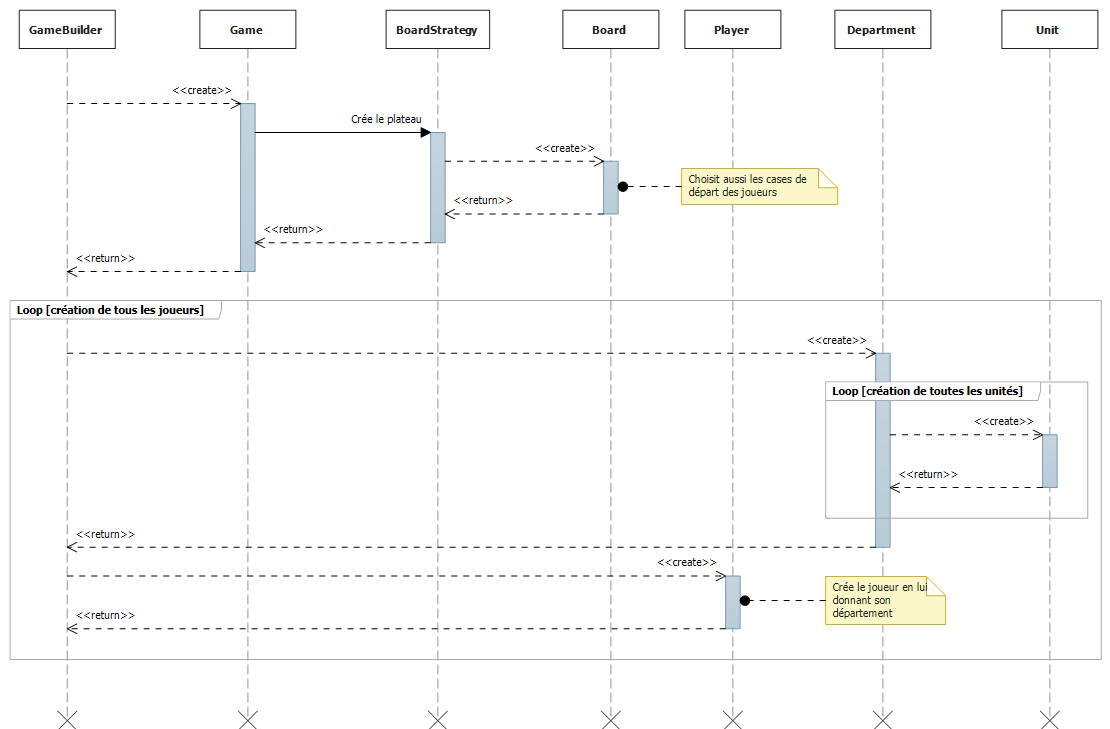 GameBuilder
Game
BoardStrategy
Board
Player
Department
Unit
<<create>>
Crée le plateau
<<create>>
Choisit aussi les cases de
départ des joueurs
<<return>>
<<return>>
<<return>>
Loop [création de tous les joueurs]
<<create>>
Loop [création de toutes les unités]
<<create>>
<<return>>
<<return>>
<<create>>
Crée le joueur en lui
donnant son
département
<<return>>